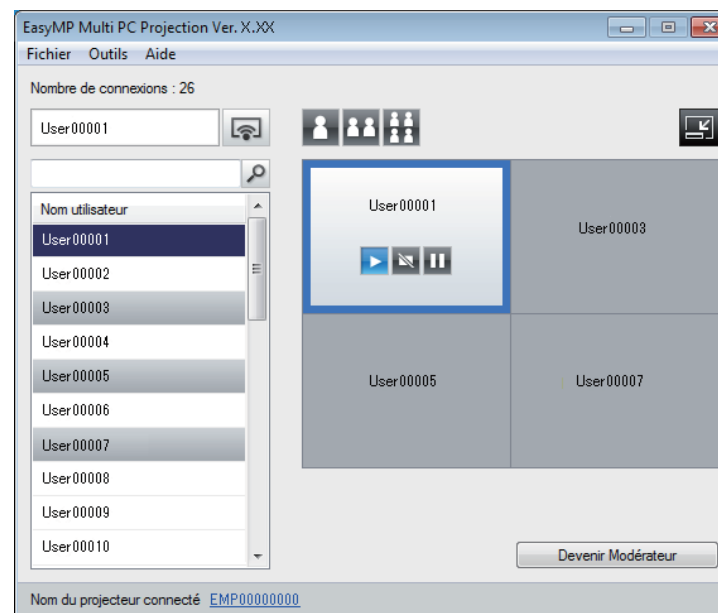 EasyMP Multi PC Projection Ver. X.XX
Fichier Outils Aide
Nombre de connexions : 26
User00001
Nom utilisateur
User00001
User00002
User00003
User00004
User00005
User00006
User00007
User00008
User00009
User00010
User00001
User00003
User00005
User00007
Devenir Modérateur
Nom du projecteur connecté EMP00000000